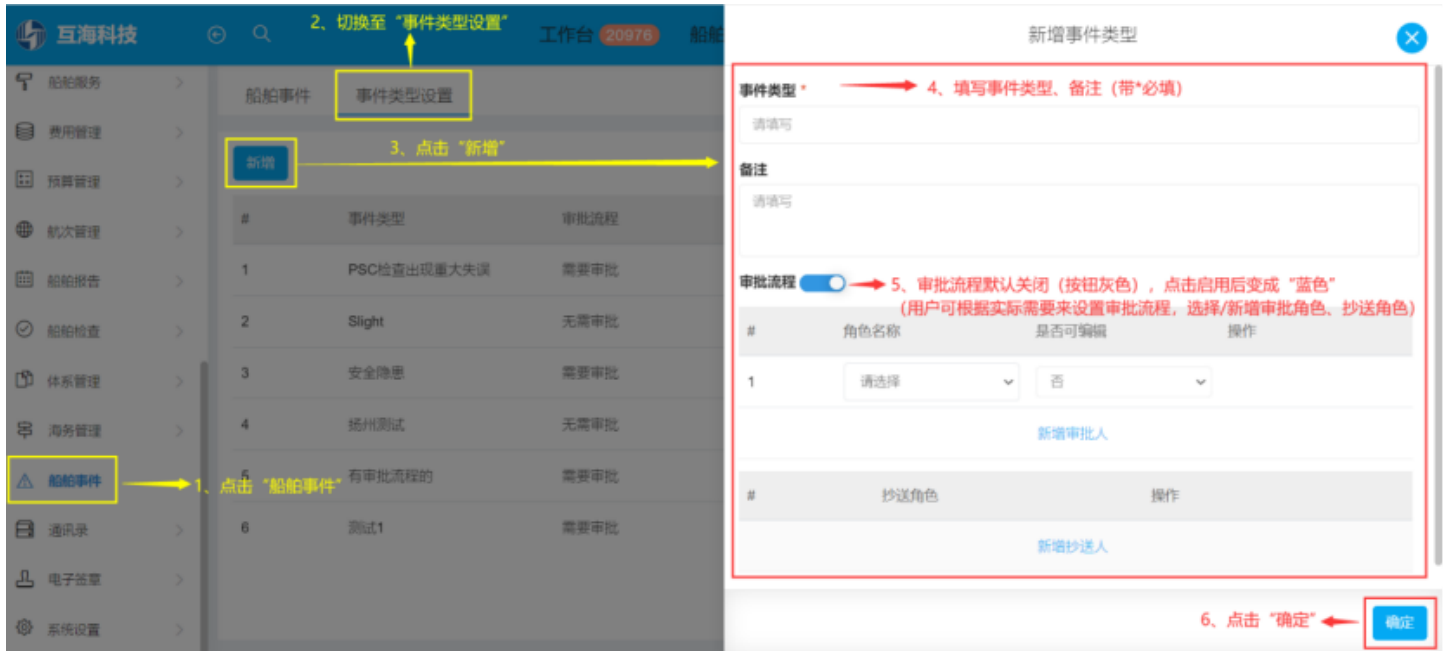 互海科技
2、切换至“事件类型设置”
工作台 20976 船舶
新增事件类型
船舶服务
费用管理
预算管理
航次管理
船舶报告
船舶检查
体系管理
海务管理
船舶事件
通讯录
电子签章
系统设置
1、点击“船舶事件”
船舶事件 事件类型设置
新增
3、点击“新增”
# 事件类型 审批流程
1 PSC检查出现重大失误 需要审批
2 Slight 无需审批
3 安全隐患 需要审批
4 扬州测试 无需审批
5 有审批流程的 需要审批
6 测试1 需要审批
事件类型 *
4、填写事件类型、备注（带*必填）
请填写
备注
请填写
审批流程
5、审批流程默认关闭（按钮灰色），点击启用后变成“蓝色”
（用户可根据实际需要来设置审批流程，选择/新增审批角色、抄送角色）
# 角色名称 是否可编辑 操作
1 请选择 否
新增审批人
# 抄送角色 操作
新增抄送人
6、点击“确定”
确定